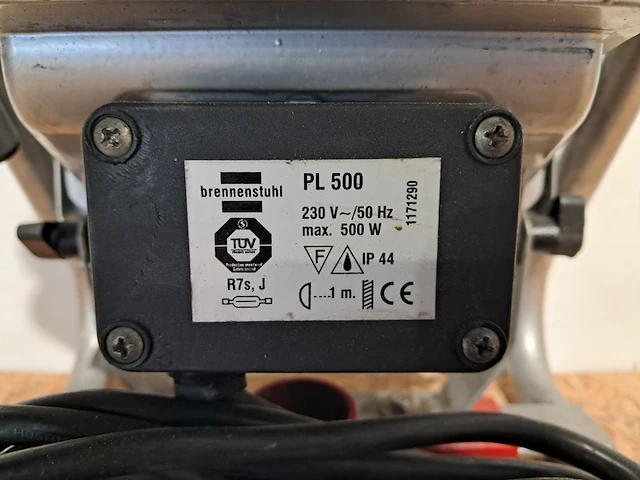 brennenstuhl
PL 500
230 V~/50 Hz
max. 500 W
1171290
TÜV
F
IP 44
R7s, J
1 m.
CE